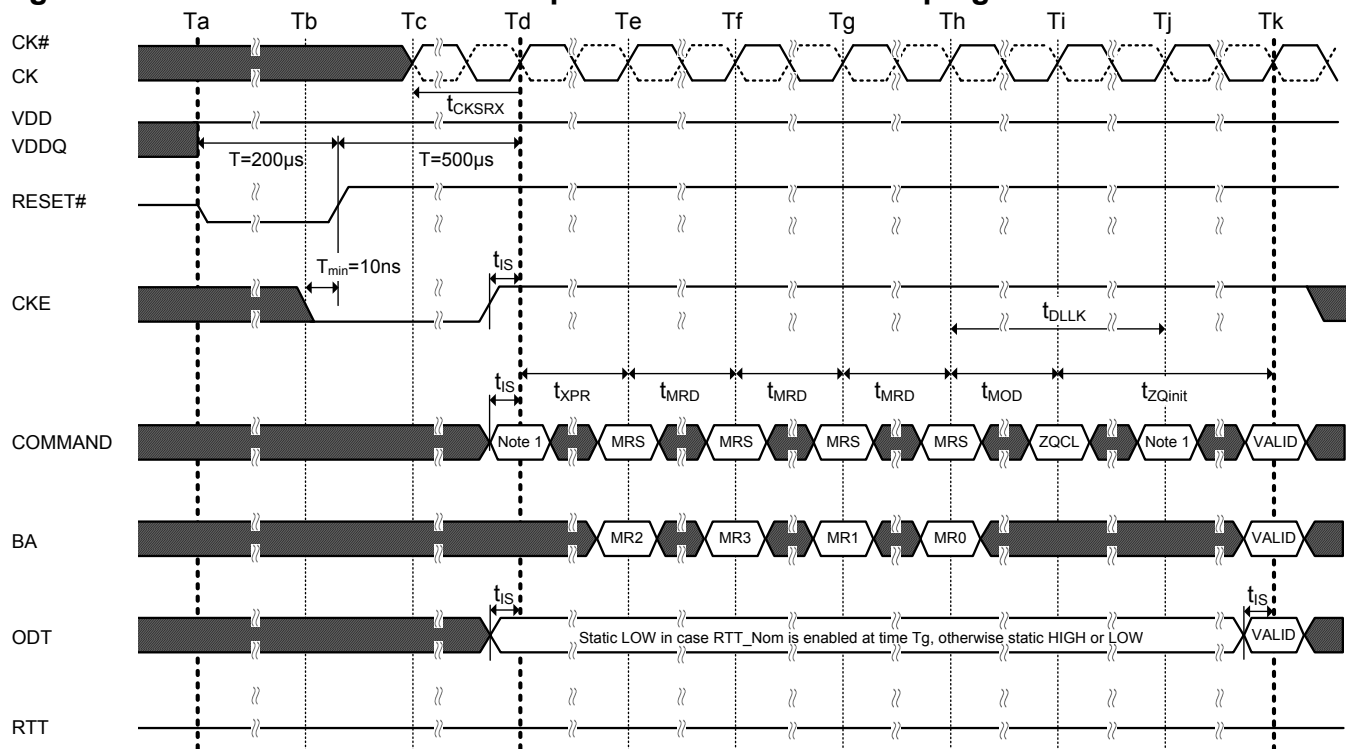 Ta Tb Tc Td Te Tf Tg Th Ti Tj Tk
CK#
CK
tCKSRX
VDD
VDDQ
T=200µs T=500µs
RESET#
Tmin=10ns tIS
CKE
tDLLK
tIS tXPR tMRD tMRD tMRD tMOD tZQinit
COMMAND Note 1 MRS MRS MRS MRS ZQCL Note 1 VALID
BA MR2 MR3 MR1 MR0 VALID
tIS tIS
ODT Static LOW in case RTT_Nom is enabled at time Tg, otherwise static HIGH or LOW VALID
RTT